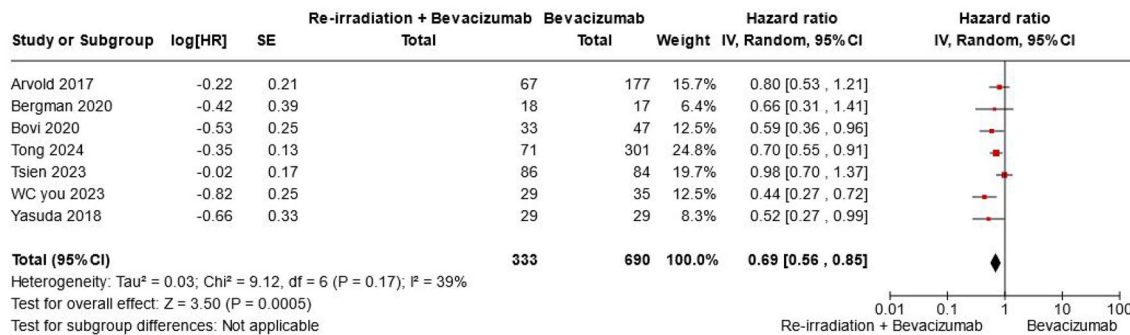 Re-irradiation + Bevacizumab Bevacizumab Hazard ratio Hazard ratio
Study or Subgroup log[HR] SE Total Total Weight IV, Random, 95%CI IV, Random, 95%CI
Arvold 2017 -0.22 0.21 67 177 15.7% 0.80 [0.53 , 1.21]
Bergman 2020 -0.42 0.39 18 17 6.4% 0.66 [0.31 , 1.41]
Bovi 2020 -0.53 0.25 33 47 12.5% 0.59 [0.36 , 0.96]
Tong 2024 -0.35 0.13 71 301 24.8% 0.70 [0.55 , 0.91]
Tsien 2023 -0.02 0.17 86 84 19.7% 0.98 [0.70 , 1.37]
WC you 2023 -0.82 0.25 29 35 12.5% 0.44 [0.27 , 0.72]
Yasuda 2018 -0.66 0.33 29 29 8.3% 0.52 [0.27 , 0.99]
Total (95%CI) 333 690 100.0% 0.69 [0.56 , 0.85]
Heterogeneity: Tau² = 0.03; Chi² = 9.12, df = 6 (P = 0.17); I² = 39%
Test for overall effect: Z = 3.50 (P = 0.0005)
0.01 0.1 1 10 100
Test for subgroup differences: Not applicable Re-irradiation + Bevacizumab Bevacizumab